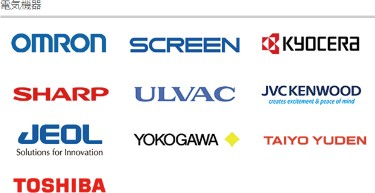 電気機器
OMRON SCREEN KYOCERA
SHARP ULVAC JVCKENWOOD
creates excitement & peace of mind
JEOL YOKOGAWA TAIYO YUDEN
Solutions for Innovation
TOSHIBA